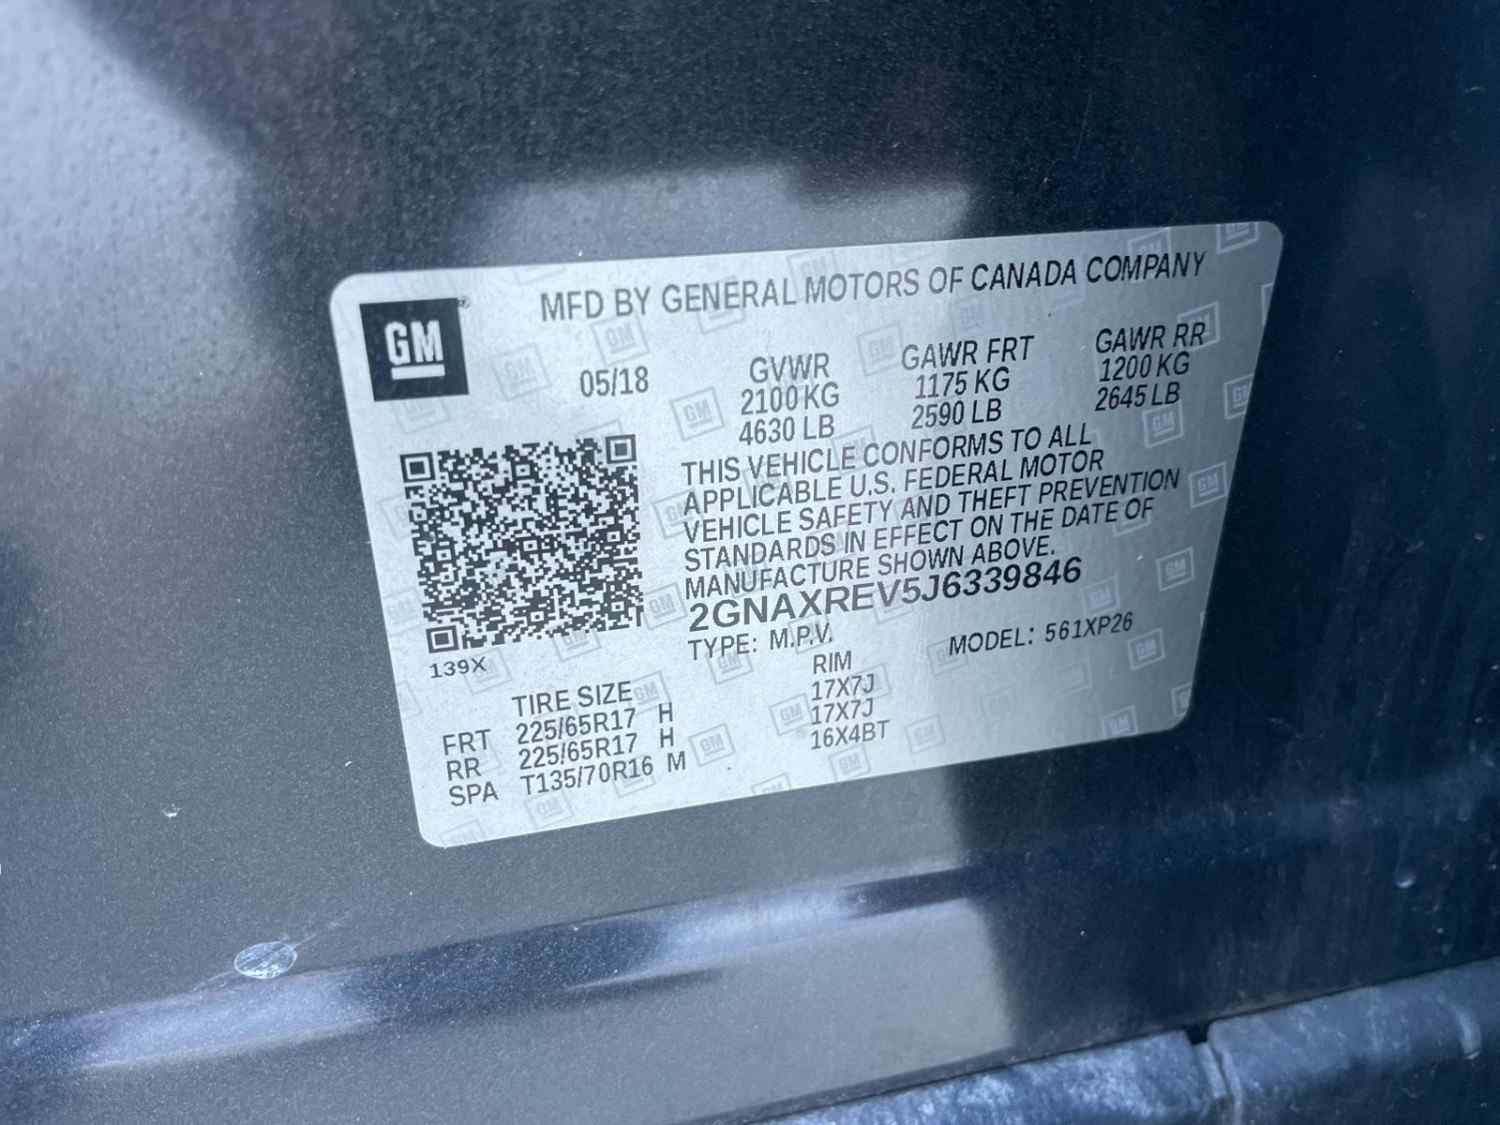 GM
MFD BY GENERAL MOTORS OF CANADA COMPANY
05/18
GVWR
2100 KG
4630 LB
GAWR FRT
1175 KG
2590 LB
GAWR RR
1200 KG
2645 LB
THIS VEHICLE CONFORMS TO ALL
APPLICABLE U.S. FEDERAL MOTOR
VEHICLE SAFETY AND THEFT PREVENTION
STANDARDS IN EFFECT ON THE DATE OF
MANUFACTURE SHOWN ABOVE.
2GNAXREV5J6339846
TYPE: M.P.V. MODEL: 561XP26
139X
TIRE SIZE RIM
FRT 225/65R17 H 17X7J
RR 225/65R17 H 17X7J
SPA T135/70R16 M 16X4BT